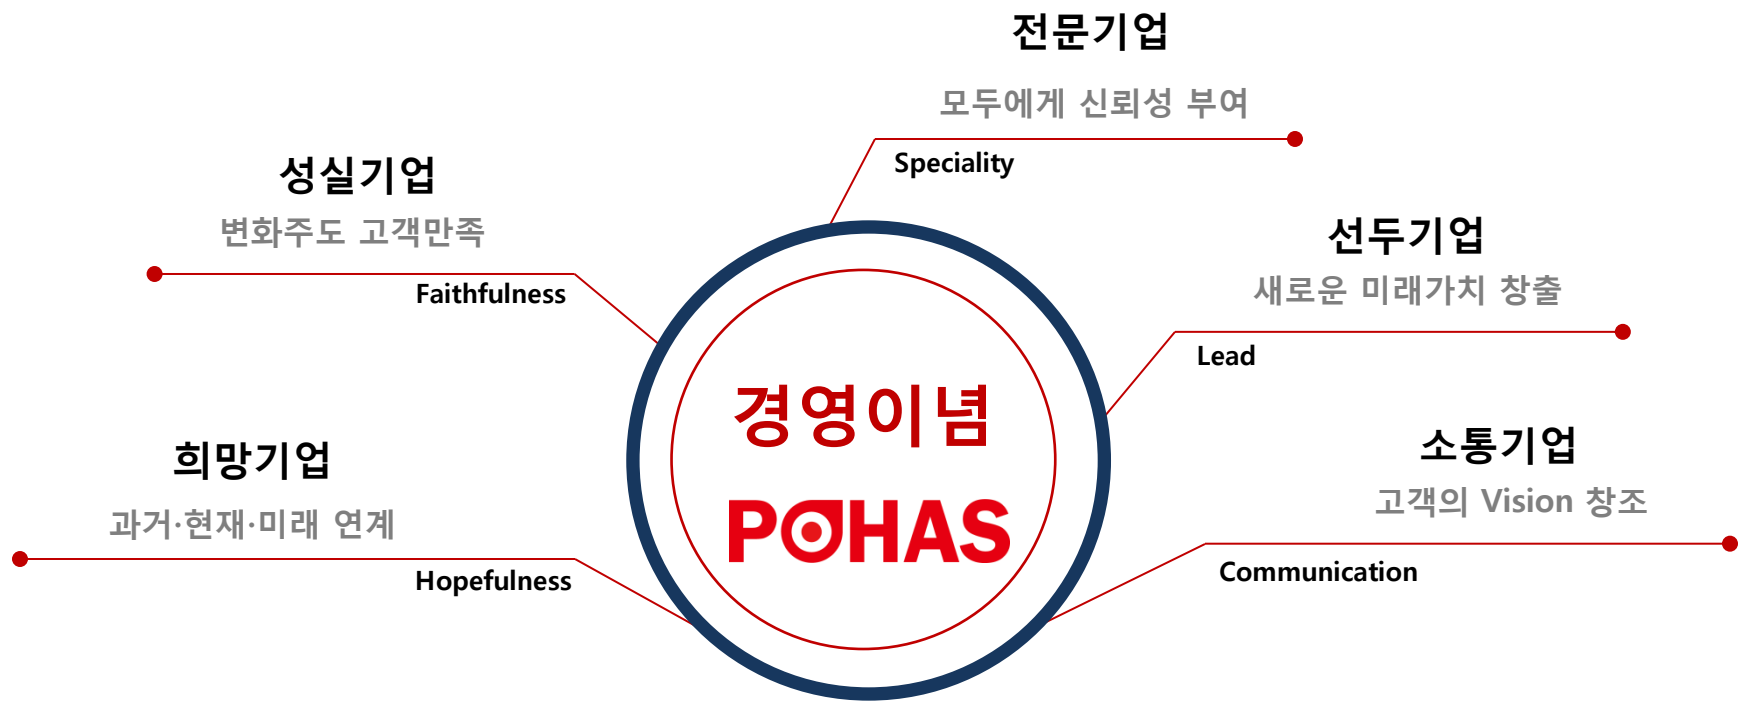 전문기업
모두에게 신뢰성 부여
Speciality
성실기업
변화주도 고객만족
Faithfulness
선두기업
새로운 미래가치 창출
Lead
경영이념
POHAS
희망기업
과거·현재·미래 연계
Hopefulness
소통기업
고객의 Vision 창조
Communication